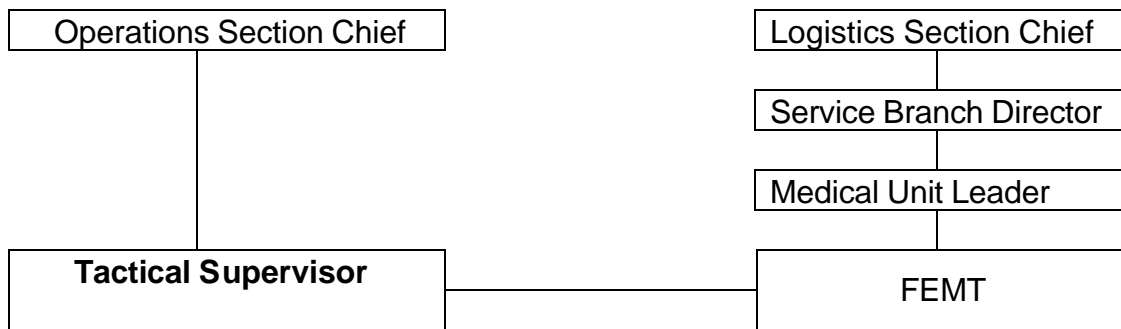 Operations Section Chief
Logistics Section Chief
Service Branch Director
Medical Unit Leader
Tactical Supervisor
FEMT